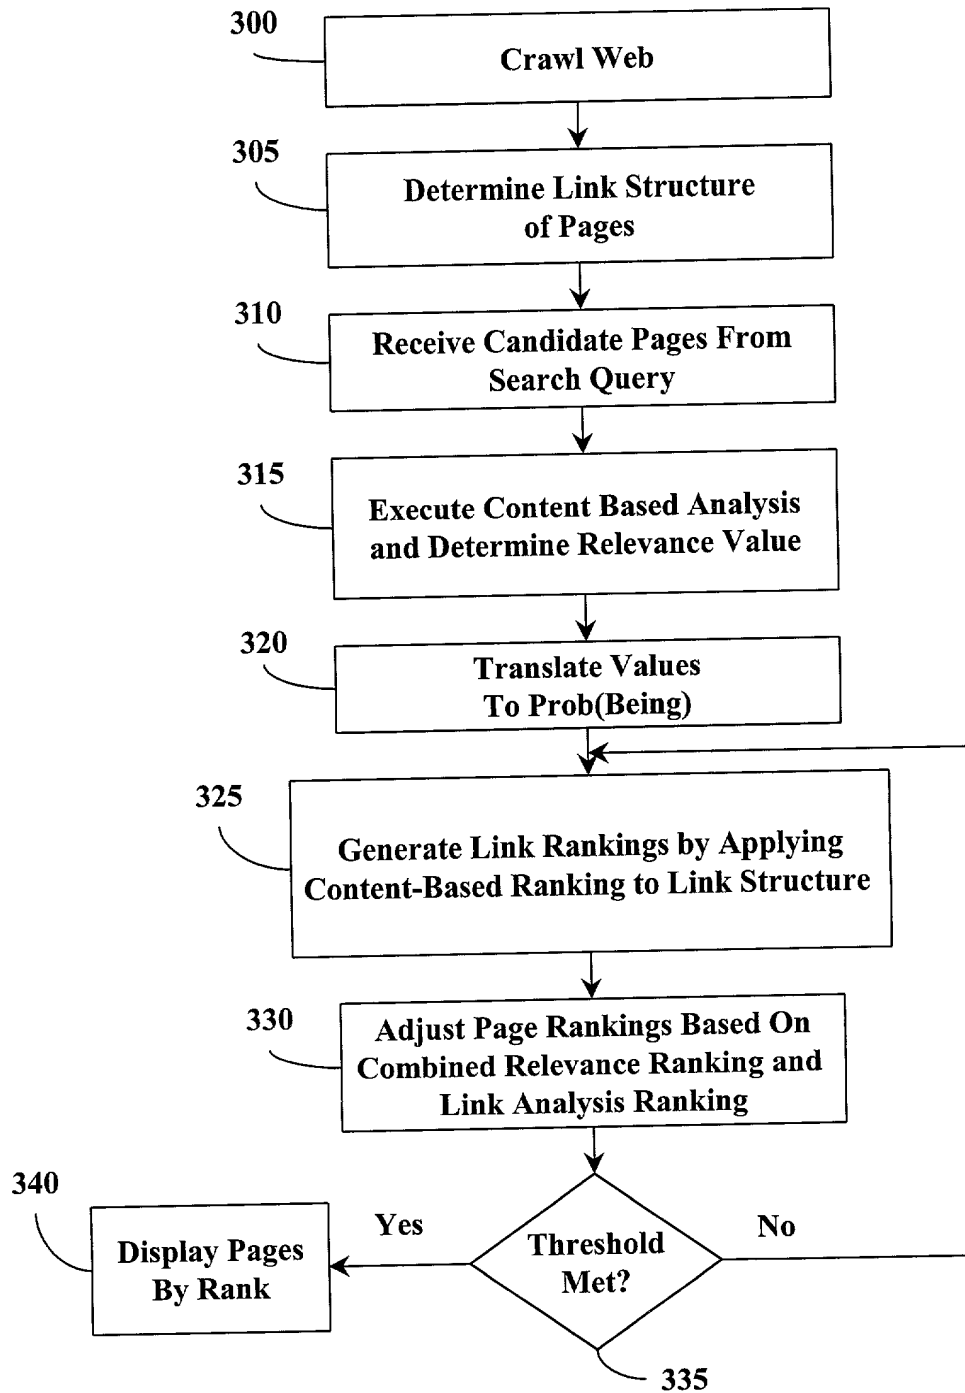 300
Crawl Web
305
Determine Link Structure
of Pages
310
Receive Candidate Pages From
Search Query
315
Execute Content Based Analysis
and Determine Relevance Value
320
Translate Values
To Prob(Being)
325
Generate Link Rankings by Applying
Content-Based Ranking to Link Structure
330
Adjust Page Rankings Based On
Combined Relevance Ranking and
Link Analysis Ranking
340
Display Pages
By Rank
Yes
Threshold
Met?
No
335